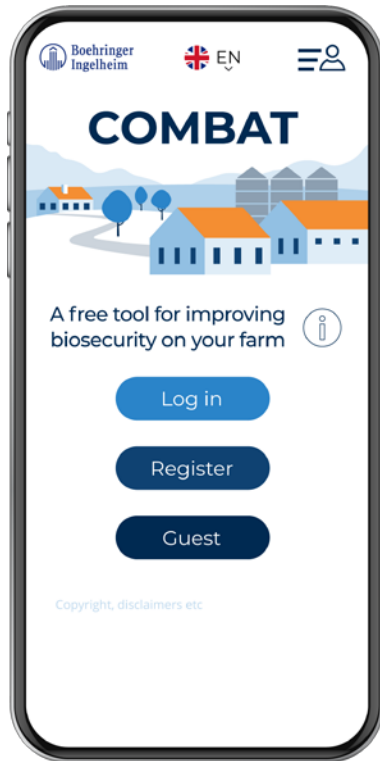 Boehringer
Ingelheim
EN
COMBAT
A free tool for improving
biosecurity on your farm
i
Log in
Register
Guest
Copyright, disclaimers etc